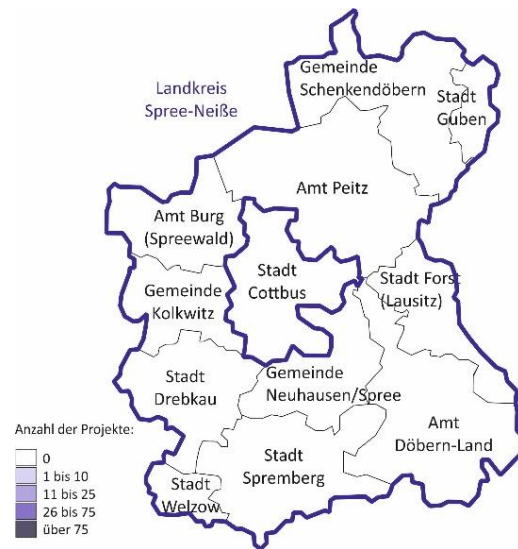 Gemeinde
Schenkendöbern
Landkreis
Spree-Neiße
Stadt
Guben
Amt Peitz
Amt Burg
(Spreewald)
Stadt
Cottbus
Stadt Forst
(Lausitz)
Gemeinde
Kolkwitz
Stadt
Drebkau
Gemeinde
Neuhausen/Spree
Amt
Döbern-Land
Stadt
Spremberg
Stadt
Welzow
Anzahl der Projekte:
0
1 bis 10
11 bis 25
26 bis 75
über 75